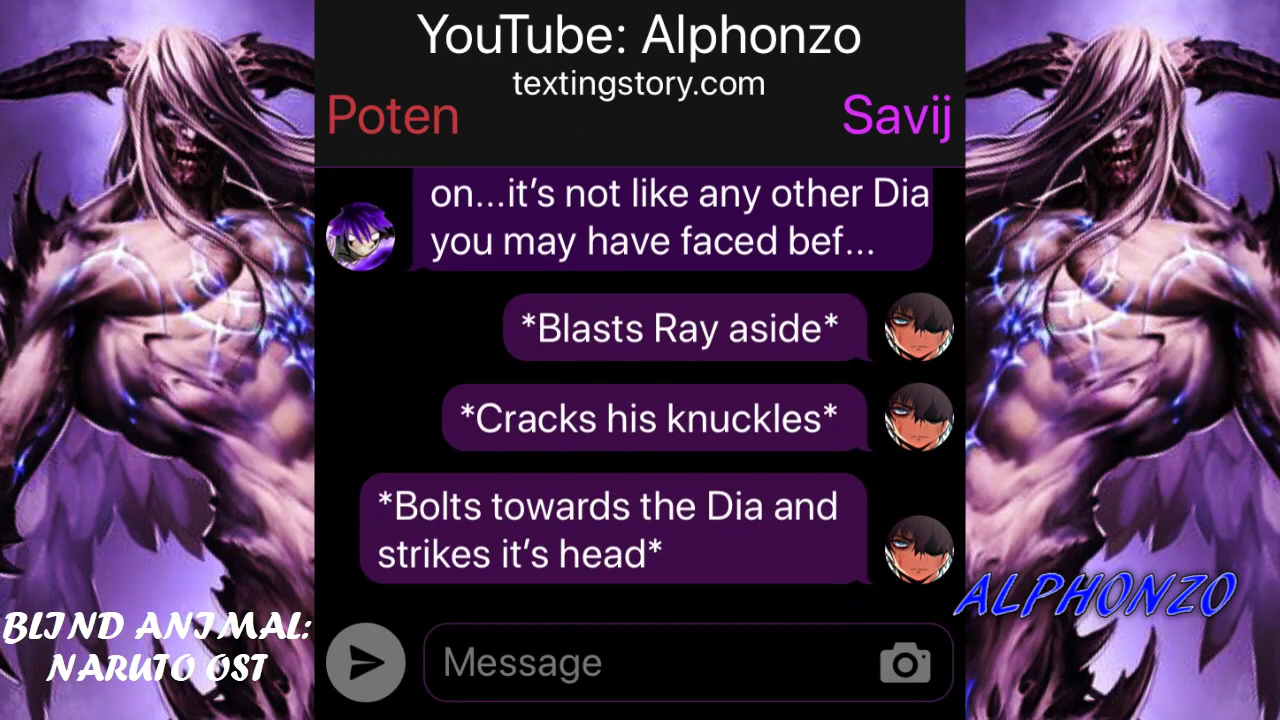 YouTube: Alphonzo
textingstory.com
Poten
Savij
on...it’s not like any other Dia
you may have faced bef...
*Blasts Ray aside*
*Cracks his knuckles*
*Bolts towards the Dia and
strikes it’s head*
Message
BLIND ANIMAL:
NARUTO OST
ALPHONZO